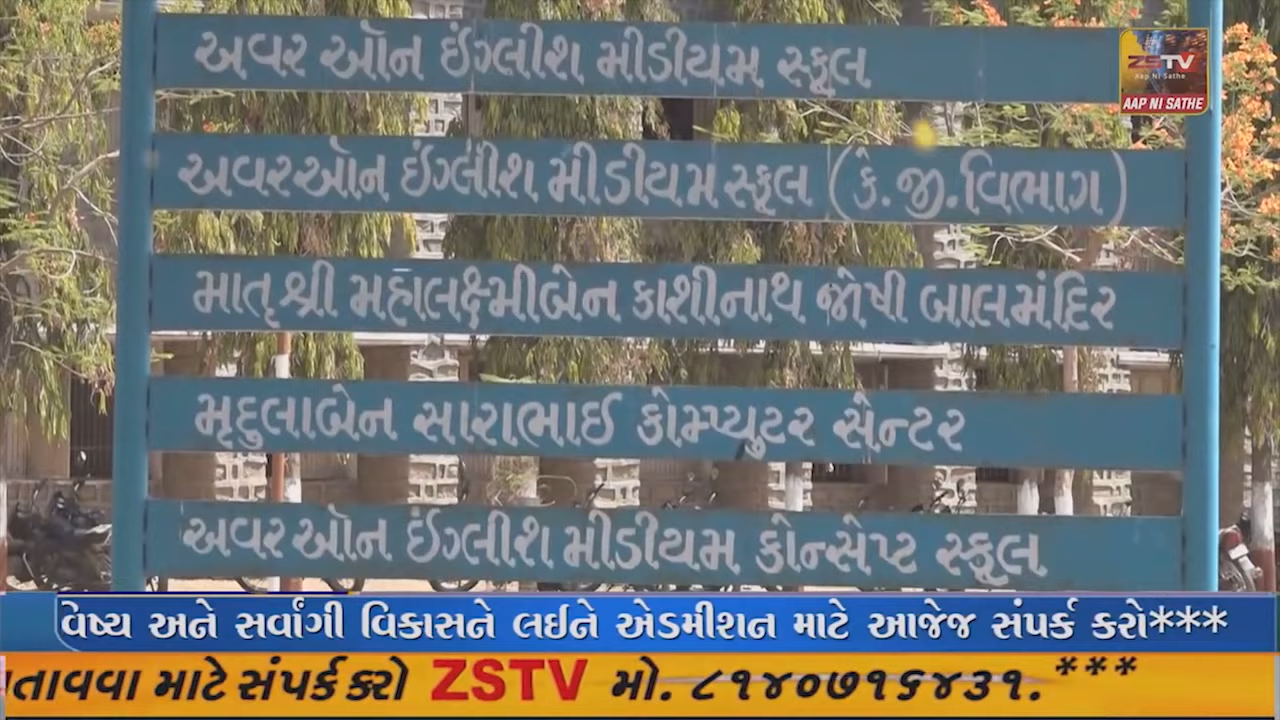 અવર ઑન ઇંગ્લીશ મીડીયમ સ્કૂલ
ZSTV
Aap Ni Sathe
AAP NI SATHE
અવર ઑન ઇંગ્લીશ મીડીયમ સ્કૂલ (કે.જી.વિભાગ)
માતૃશ્રી મહાલક્ષ્મીબેન કાશીનાથ જોષી બાલમંદિર
મૃદુલાબેન સારાભાઈ કોમ્પ્યુટર સેન્ટર
અવર ઑન ઈંગ્લીશ મીડીયમ કોન્સેપ્ટ સ્કૂલ
વેષ્ય અને સર્વાંગી વિકાસને લઈને એડમીશન માટે આજેજ સંપર્ક કરો***
તાવવા માટે સંપર્ક કરો ZSTV મો. ૮૧૪૦૭૧૬૪૩૧.***